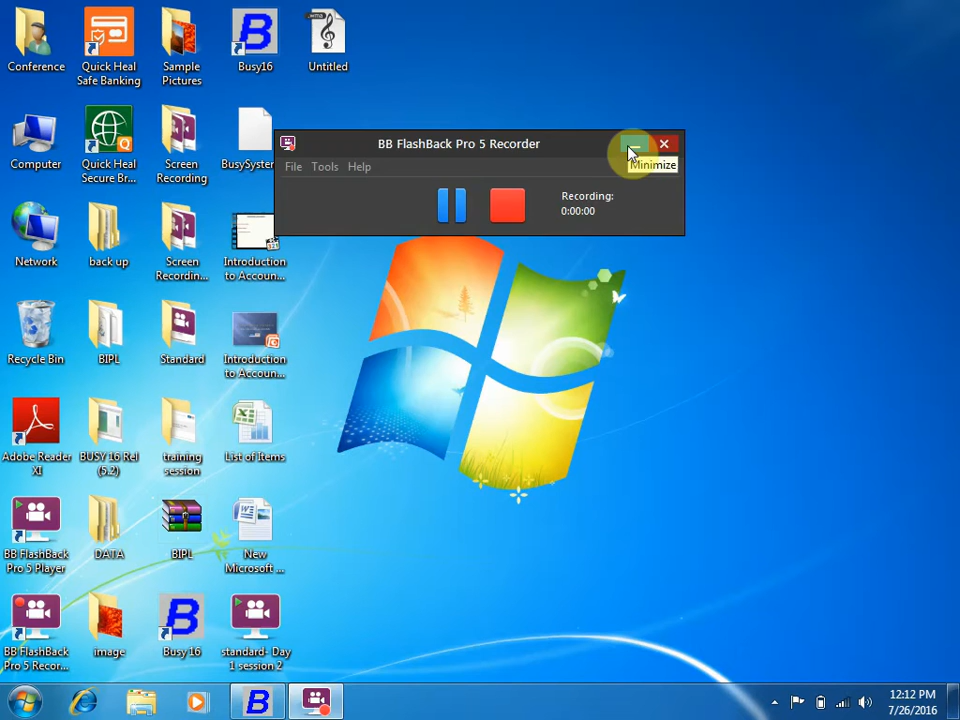 Conference
Quick Heal
Safe Banking
Sample
Pictures
Busy16
.wma
Untitled
Computer
Quick Heal
Secure Br...
Screen
Recording
BusySystem
BB FlashBack Pro 5 Recorder
Minimize
File Tools Help
Recording:
0:00:00
Network
back up
Screen
Recordin...
Introduction
to Accoun...
Recycle Bin
BIPL
Standard
Introduction
to Accoun...
Adobe Reader
XI
BUSY 16 Rel
(5.2)
training
session
List of Items
BB FlashBack
Pro 5 Player
DATA
BIPL
New
Microsoft ...
BB FlashBack
Pro 5 Recor...
image
Busy 16
standard- Day
1 session 2
12:12 PM
7/26/2016